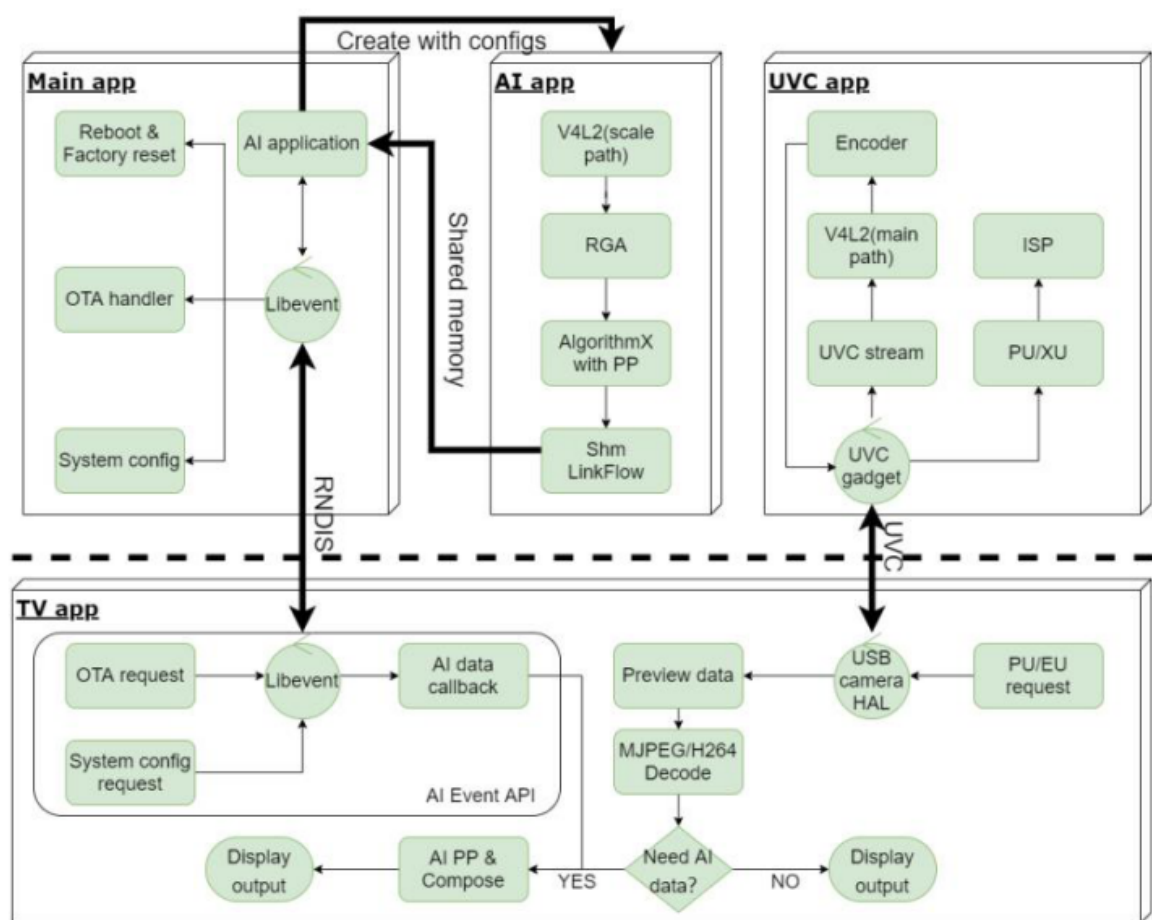 Create with configs
Main app
Reboot &
Factory reset
AI application
OTA handler
Libevent
System config
Shared memory
RNDIS
AI app
V4L2(scale
path)
RGA
AlgorithmX
with PP
Shm
LinkFlow
UVC app
Encoder
V4L2(main
path)
ISP
UVC stream
PU/XU
UVC
gadget
UVC
TV app
OTA request
Libevent
AI data
callback
System config
request
AI Event API
Preview data
USB
camera
HAL
PU/EU
request
MJPEG/H264
Decode
Display
output
AI PP &
Compose
YES
Need AI
data?
NO
Display
output